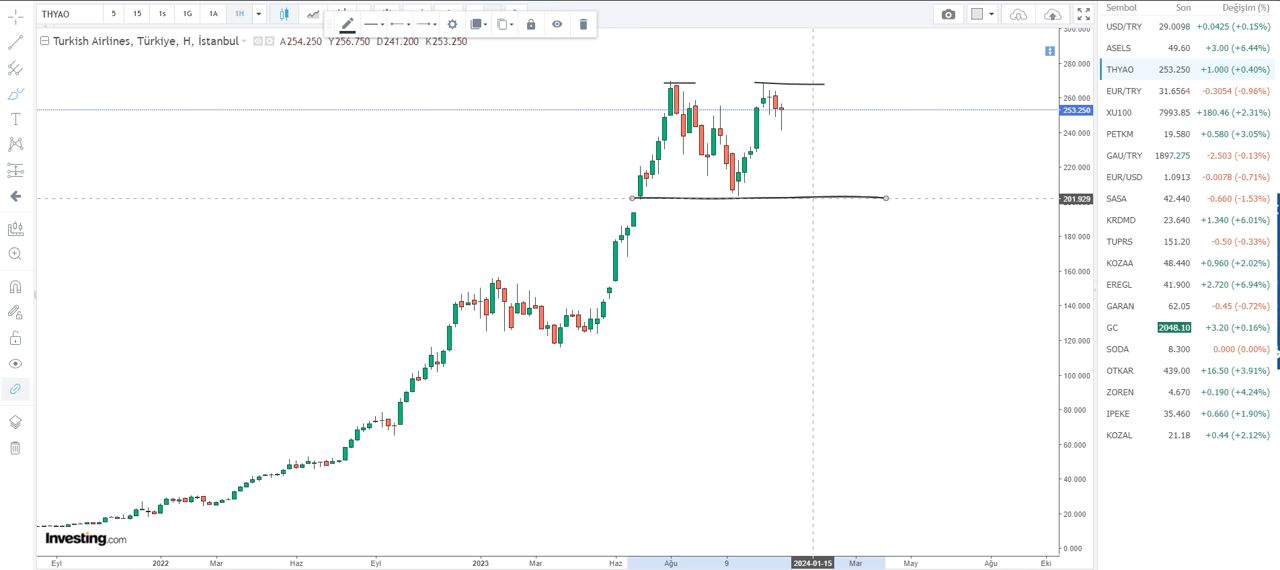 THYAO 5 15 1s 1G 1A 1H
Turkish Airlines, Türkiye, H, İstanbul A254.250 Y256.750 D241.200 K253.250
T
300.000
280.000
260.000
253.250
240.000
220.000
201.929
180.000
160.000
140.000
120.000
100.000
80.000
60.000
40.000
20.000
0.000
Investing.com
Eyl 2022 Mar Haz Eyl 2023 Mar Haz Ağu 9 2024-01-15 Mar May Ağu Eki
Sembol Son Değişim (%)
USD/TRY 29.0098 +0.0425 (+0.15%)
ASELS 49.60 +3.00 (+6.44%)
THYAO 253.250 +1.000 (+0.40%)
EUR/TRY 31.6564 -0.3054 (-0.96%)
XU100 7993.85 +180.46 (+2.31%)
PETKM 19.580 +0.580 (+3.05%)
GAU/TRY 1897.275 -2.503 (-0.13%)
EUR/USD 1.0913 -0.0078 (-0.71%)
SASA 42.440 -0.660 (-1.53%)
KRDMD 23.640 +1.340 (+6.01%)
TUPRS 151.20 -0.50 (-0.33%)
KOZAA 48.440 +0.960 (+2.02%)
EREGL 41.900 +2.720 (+6.94%)
GARAN 62.05 -0.45 (-0.72%)
GC 2048.10 +3.20 (+0.16%)
SODA 8.300 0.000 (0.00%)
OTKAR 439.00 +16.50 (+3.91%)
ZOREN 4.670 +0.190 (+4.24%)
IPEKE 35.460 +0.660 (+1.90%)
KOZAL 21.18 +0.44 (+2.12%)